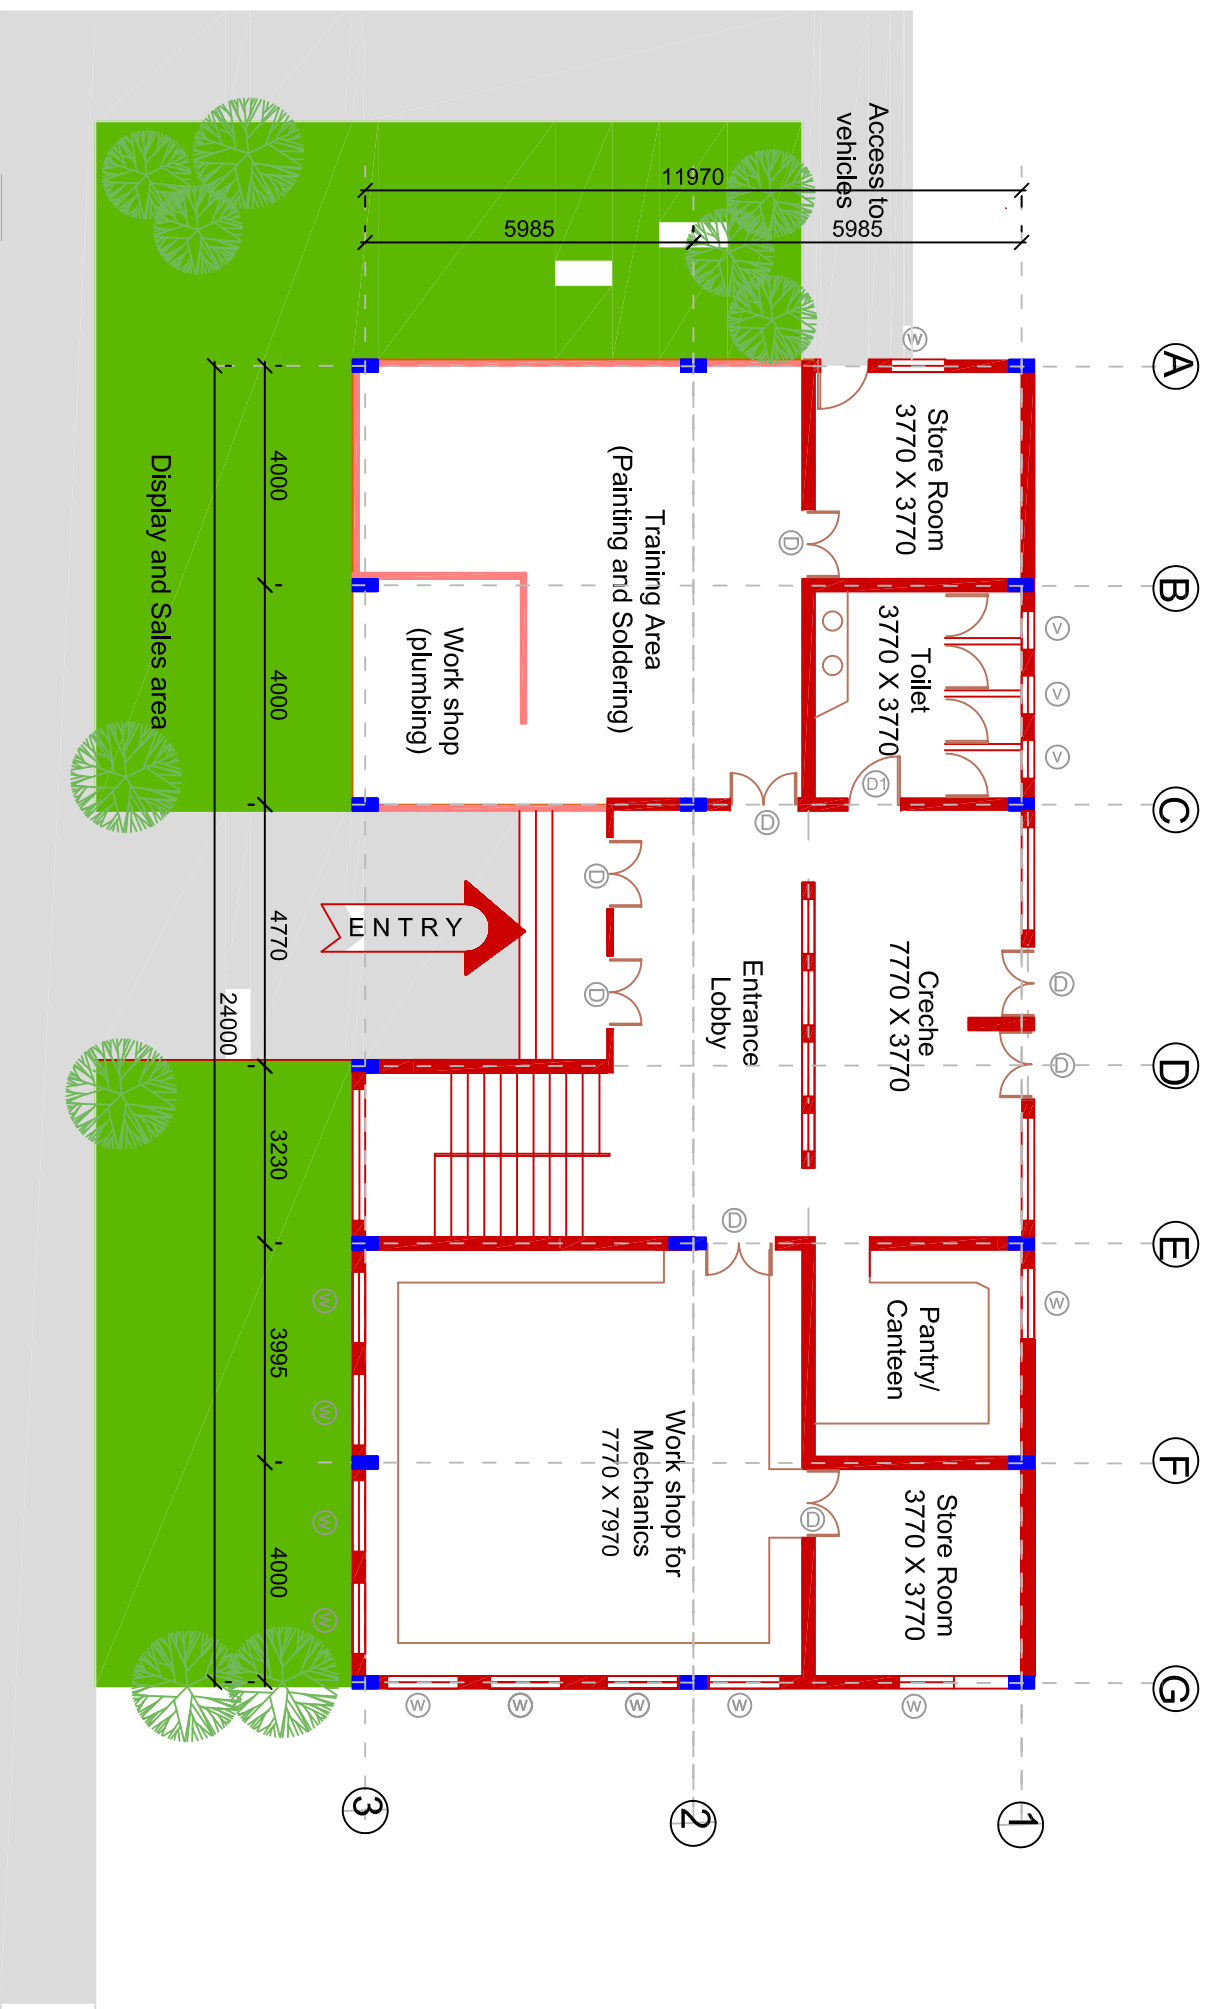 A
B
C
D
E
F
G
W
V
V
V
D
D
W
Access to
vehicles
11970
5985
5985
Store Room
3770 X 3770
D
Toilet
3770 X 3770
D1
D
Creche
7770 X 3770
Pantry/
Canteen
Store Room
3770 X 3770
D
W
Training Area
(Painting and Soldering)
Work shop
(plumbing)
D
D
Entrance
Lobby
D
ENTRY
Work shop for
Mechanics
7770 X 7970
W
W
W
W
W
W
W
W
4000
4000
4770
3230
3995
4000
24000
Display and Sales area
1
2
3